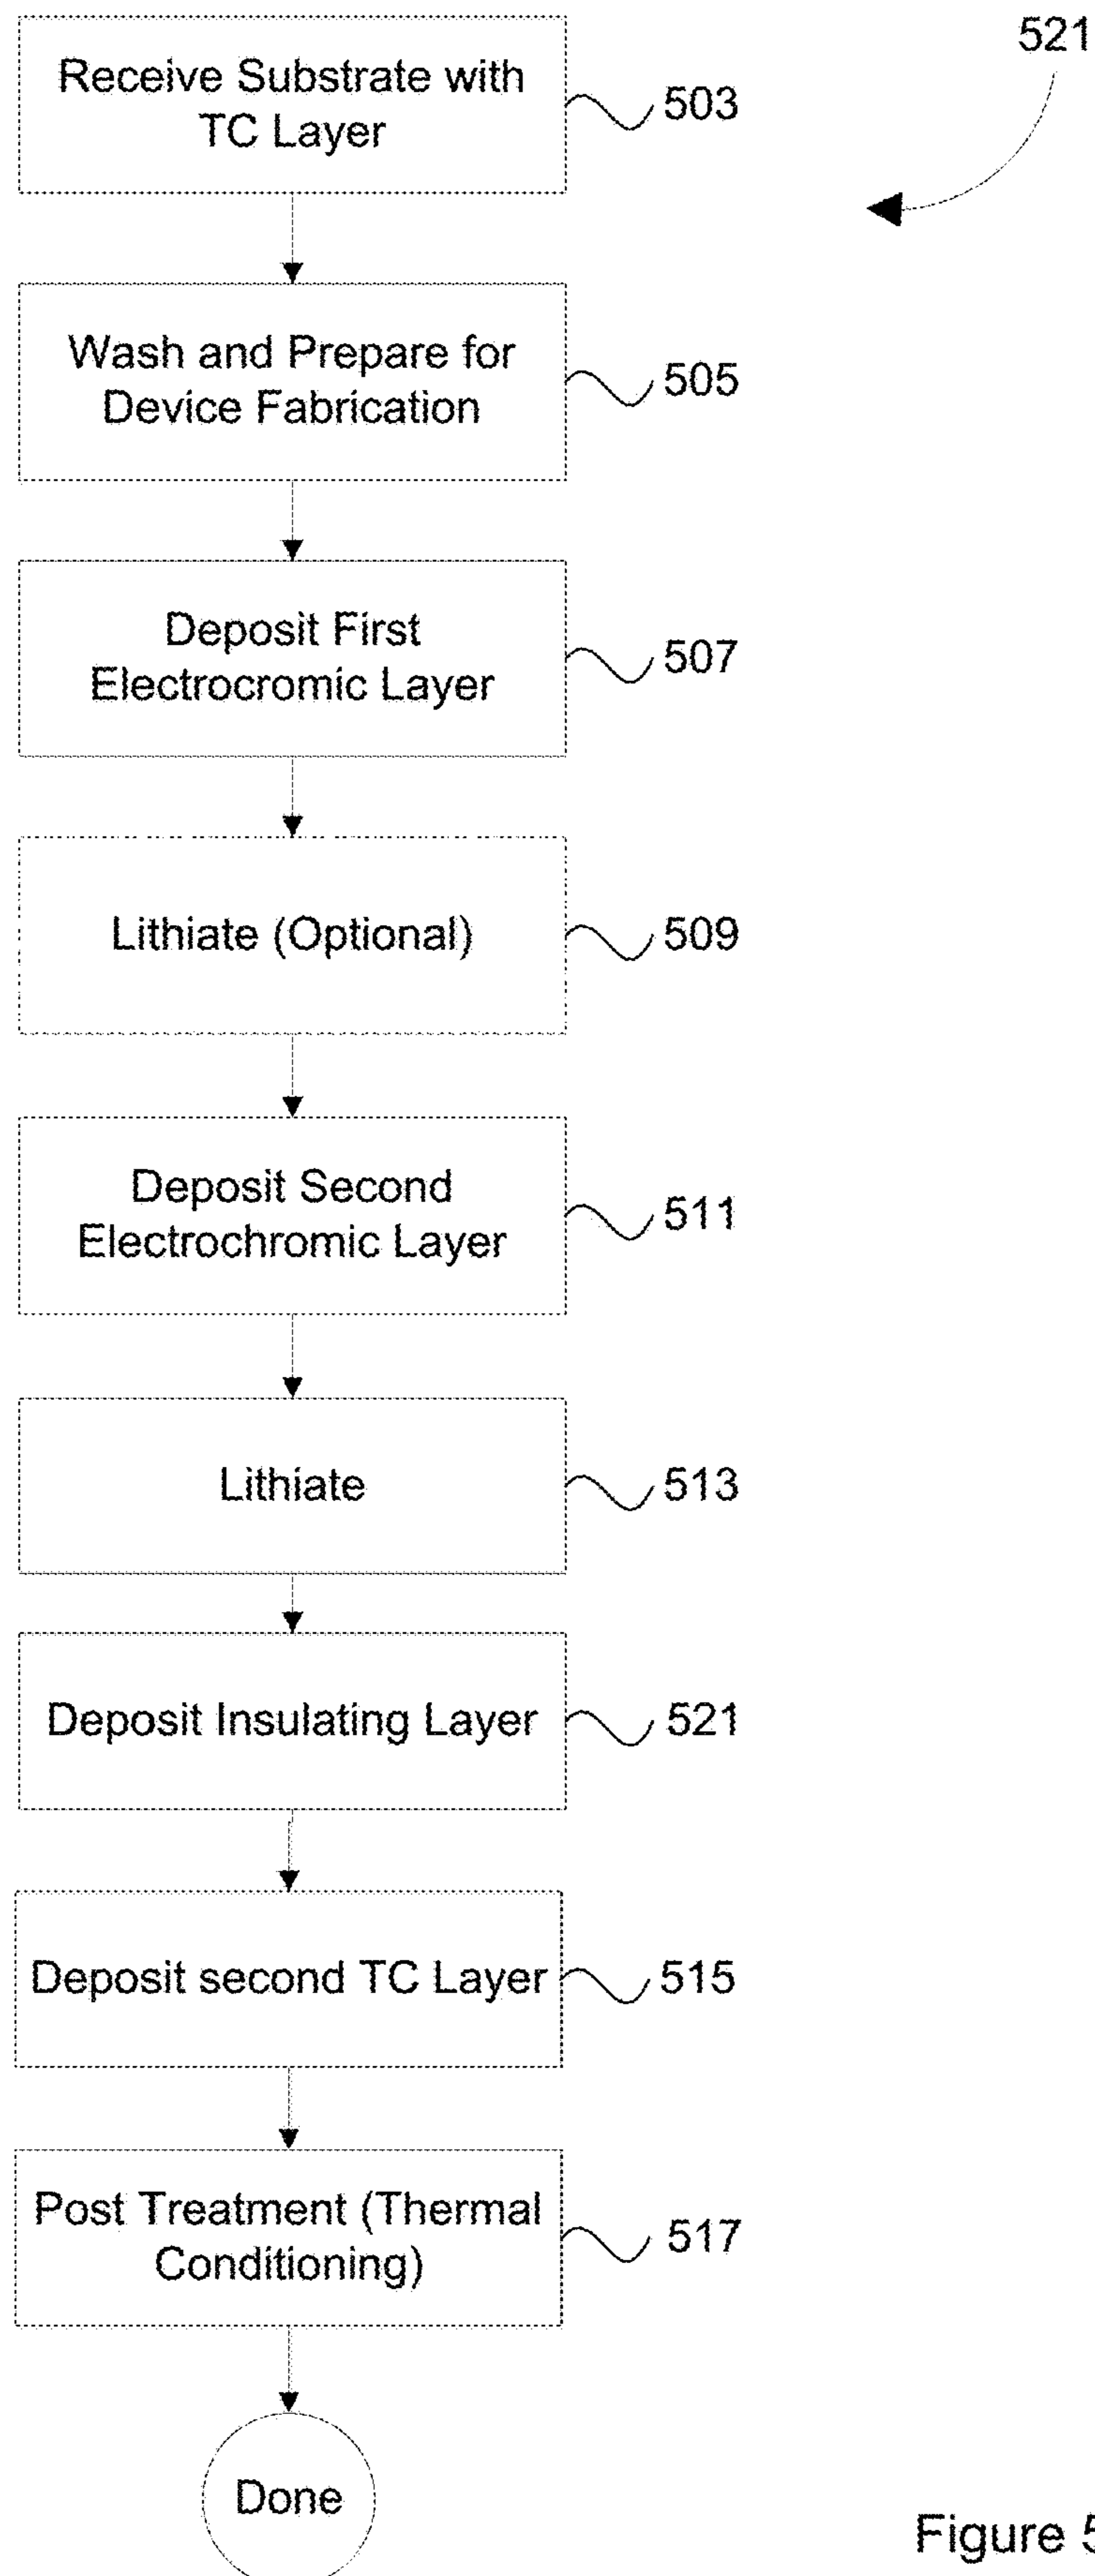 521
Receive Substrate with
TC Layer
503
Wash and Prepare for
Device Fabrication
505
Deposit First
Electrocromic Layer
507
Lithiate (Optional)
509
Deposit Second
Electrochromic Layer
511
Lithiate
513
Deposit Insulating Layer
521
Deposit second TC Layer
515
Post Treatment (Thermal
Conditioning)
517
Done
Figure 5